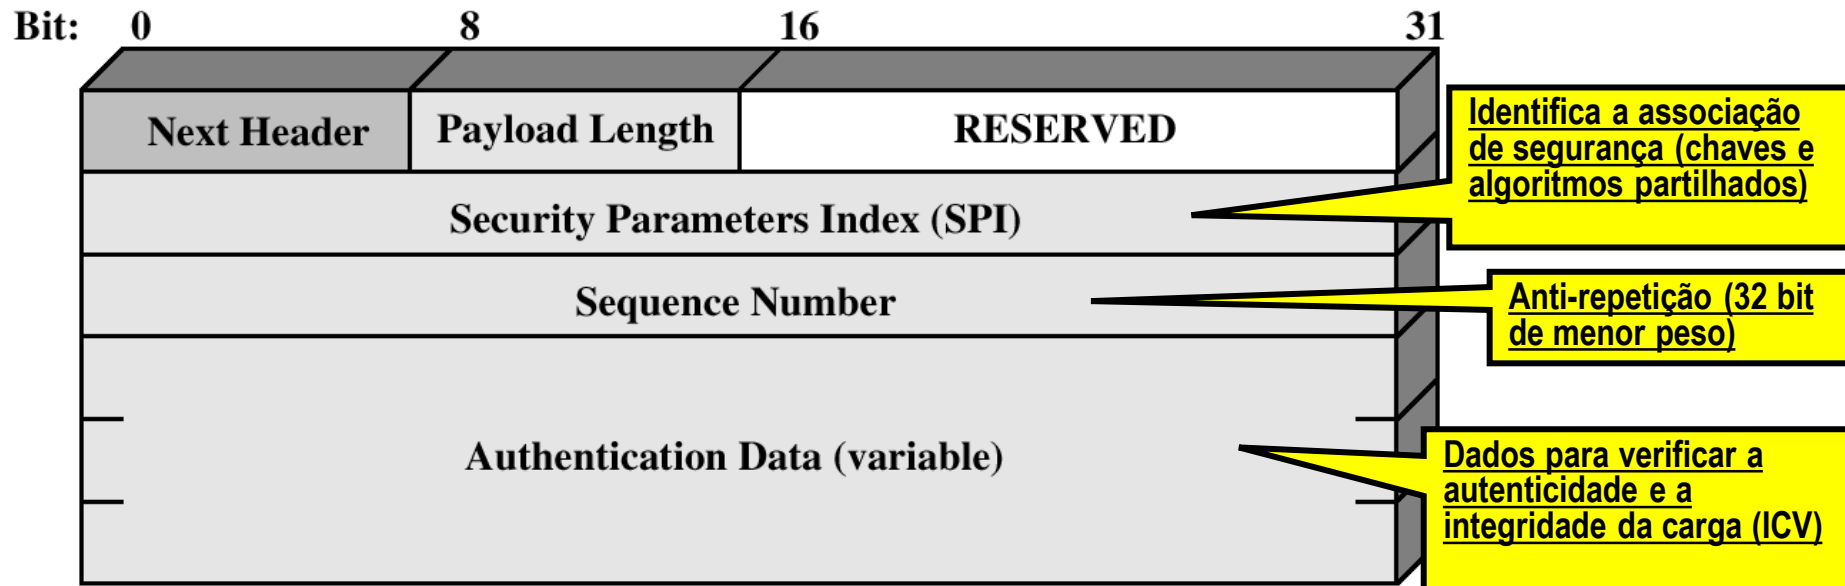 Bit: 0 8 16 31
Next Header Payload Length RESERVED
Identifica a associação
de segurança (chaves e
algoritmos partilhados)
Security Parameters Index (SPI)
Sequence Number
Anti-repetição (32 bit
de menor peso)
Authentication Data (variable)
Dados para verificar a
autenticidade e a
integridade da carga (ICV)